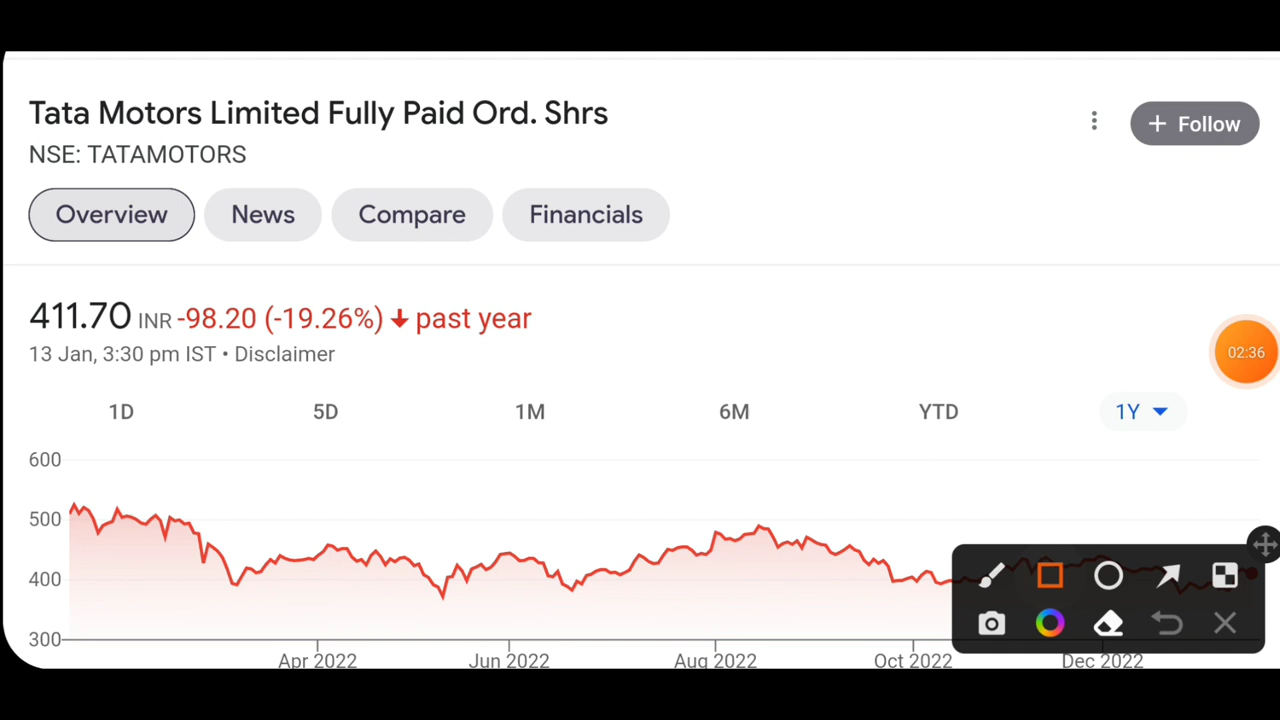 Tata Motors Limited Fully Paid Ord. Shrs
+ Follow
NSE: TATAMOTORS
Overview
News
Compare
Financials
411.70 INR -98.20 (-19.26%) ↓ past year
13 Jan, 3:30 pm IST • Disclaimer
02:36
1D 5D 1M 6M YTD 1Y
600
500
400
300
Apr 2022 Jun 2022 Aug 2022 Oct 2022 Dec 2022